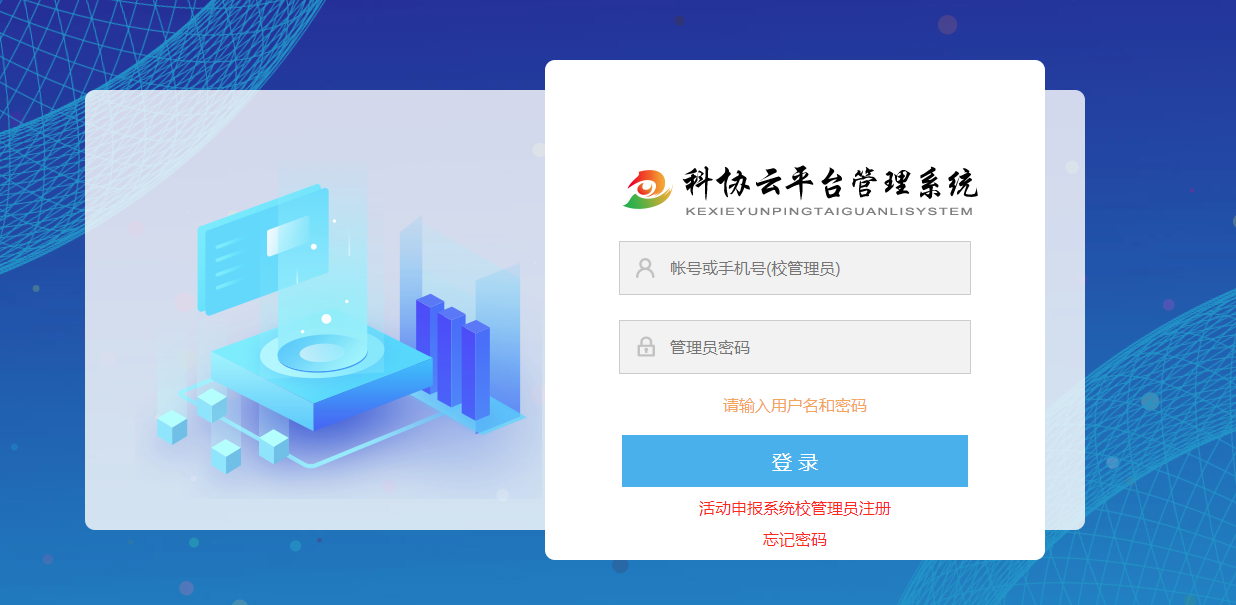 科协云平台管理系统
KEXIEYUNPINGTAIGUANLISYSTEM
帐号或手机号(校管理员)
管理员密码
请输入用户名和密码
登 录
活动申报系统校管理员注册
忘记密码